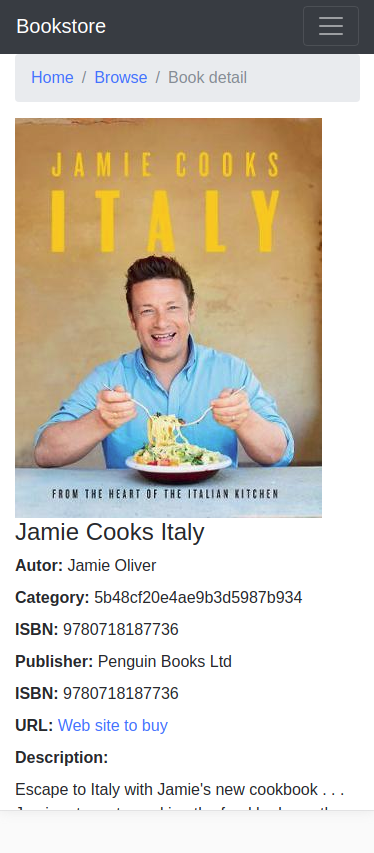 Bookstore
Home / Browse / Book detail
JAMIE COOKS
ITALY
FROM THE HEART OF THE ITALIAN KITCHEN
Jamie Cooks Italy
Autor: Jamie Oliver
Category: 5b48cf20e4ae9b3d5987b934
ISBN: 9780718187736
Publisher: Penguin Books Ltd
ISBN: 9780718187736
URL: Web site to buy
Description:
Escape to Italy with Jamie's new cookbook . . .